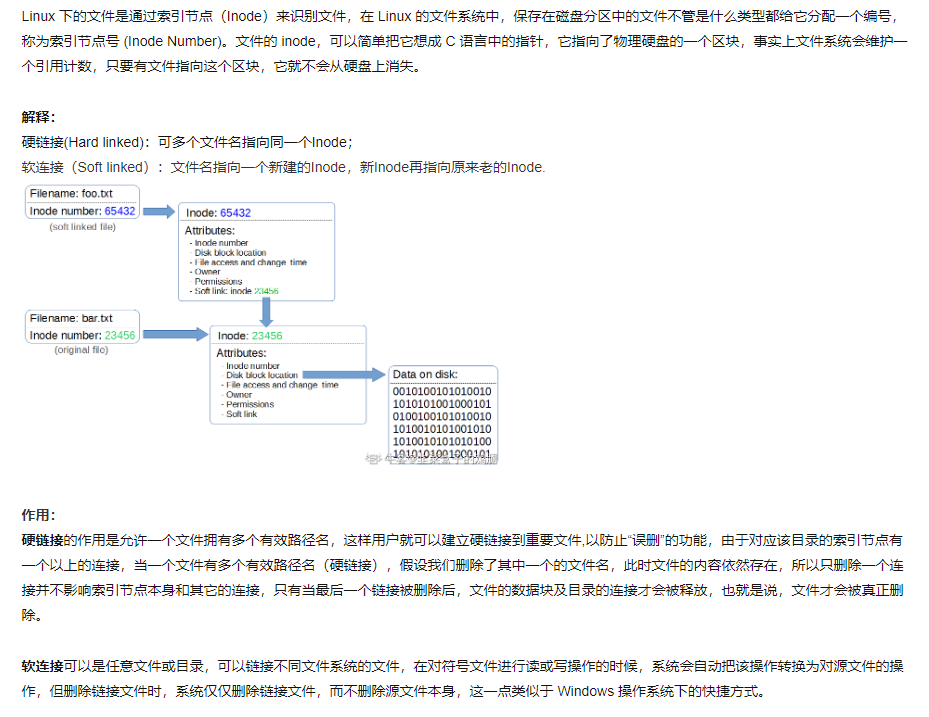 Linux 下的文件是通过索引节点（Inode）来识别文件，在 Linux 的文件系统中，保存在磁盘分区中的文件不管是什么类型都给它分配一个编号，
称为索引节点号 (Inode Number)。文件的 inode，可以简单把它想成 C 语言中的指针，它指向了物理硬盘的一个区块，事实上文件系统会维护一
个引用计数，只要有文件指向这个区块，它就不会从硬盘上消失。
解释：
硬链接(Hard linked)：可多个文件名指向同一个Inode；
软连接（Soft linked）：文件名指向一个新建的Inode，新Inode再指向原来老的Inode.
Filename: foo.txt
Inode number: 65432
(soft linked file)
Inode: 65432
Attributes:
- Inode number
- Disk block location
- File access and change time
- Owner
- Permissions
- Soft link: inode 23456
Filename: bar.txt
Inode number: 23456
(original file)
Inode: 23456
Attributes:
- Inode number
- Disk block location
- File access and change time
- Owner
- Permissions
- Soft link
Data on disk:
0010100101010010
1010101001000101
0100100101010010
1010010101001010
1010010101010100
1010101001000101
作用：
硬链接的作用是允许一个文件拥有多个有效路径名，这样用户就可以建立硬链接到重要文件,以防止“误删”的功能，由于对应该目录的索引节点有
一个以上的连接，当一个文件有多个有效路径名（硬链接），假设我们删除了其中一个的文件名，此时文件的内容依然存在，所以只删除一个连
接并不影响索引节点本身和其它的连接，只有当最后一个链接被删除后，文件的数据块及目录的连接才会被释放，也就是说，文件才会被真正删
除。
软连接可以是任意文件或目录，可以链接不同文件系统的文件，在对符号文件进行读或写操作的时候，系统会自动把该操作转换为对源文件的操
作，但删除链接文件时，系统仅仅删除链接文件，而不删除源文件本身，这一点类似于 Windows 操作系统下的快捷方式。